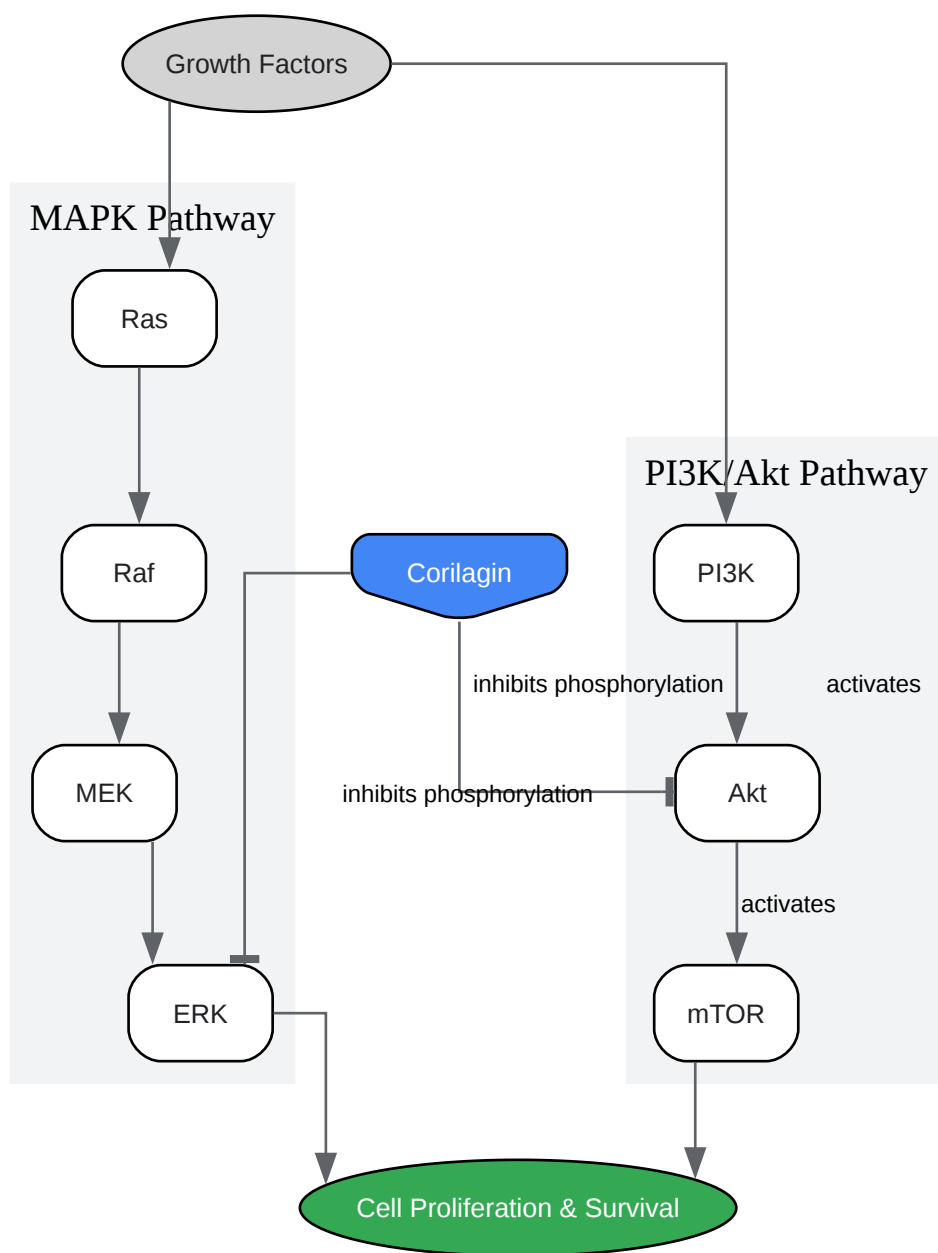 Growth Factors
MAPK Pathway
Ras
PI3K/Akt Pathway
Raf
Corilagin
PI3K
inhibits phosphorylation
activates
MEK
inhibits phosphorylation
Akt
activates
ERK
mTOR
Cell Proliferation & Survival